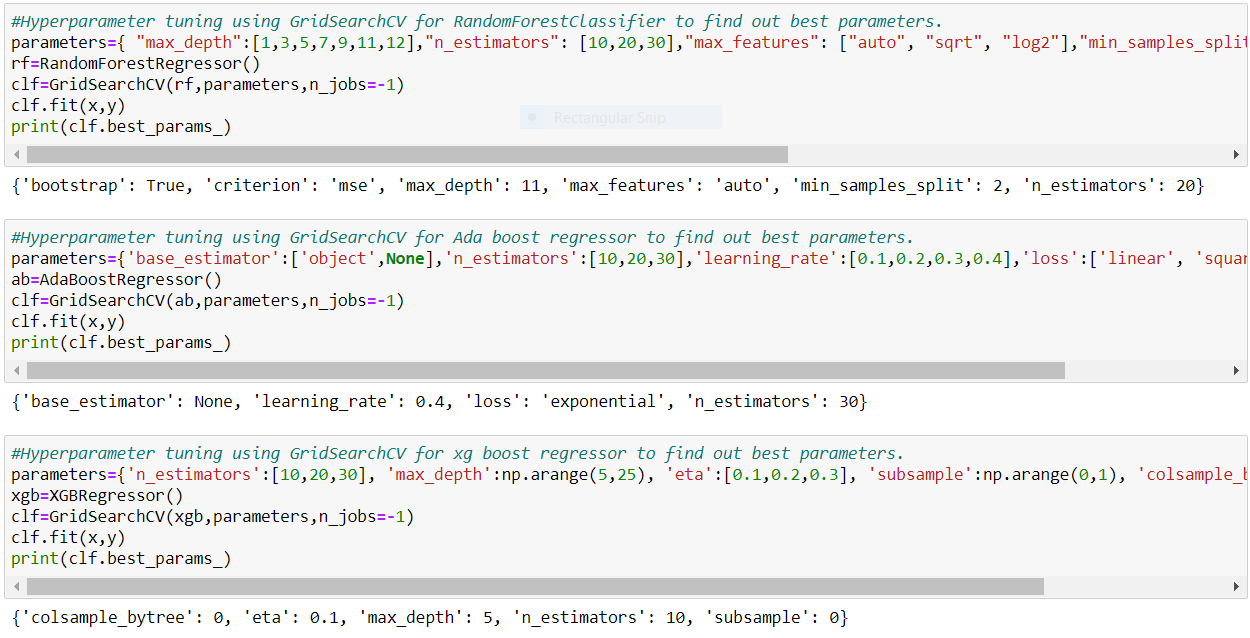 #Hyperparameter tuning using GridSearchCV for RandomForestClassifier to find out best parameters.
parameters={ "max_depth":[1,3,5,7,9,11,12],"n_estimators": [10,20,30],"max_features": ["auto", "sqrt", "log2"],"min_samples_split
rf=RandomForestRegressor()
clf=GridSearchCV(rf,parameters,n_jobs=-1)
clf.fit(x,y)
Rectangular Snip
print(clf.best_params_)
{'bootstrap': True, 'criterion': 'mse', 'max_depth': 11, 'max_features': 'auto', 'min_samples_split': 2, 'n_estimators': 20}
#Hyperparameter tuning using GridSearchCV for Ada boost regressor to find out best parameters.
parameters={'base_estimator':['object',None],'n_estimators':[10,20,30],'learning_rate':[0.1,0.2,0.3,0.4],'loss':['linear', 'squar
ab=AdaBoostRegressor()
clf=GridSearchCV(ab,parameters,n_jobs=-1)
clf.fit(x,y)
print(clf.best_params_)
{'base_estimator': None, 'learning_rate': 0.4, 'loss': 'exponential', 'n_estimators': 30}
#Hyperparameter tuning using GridSearchCV for xg boost regressor to find out best parameters.
parameters={'n_estimators':[10,20,30], 'max_depth':np.arange(5,25), 'eta':[0.1,0.2,0.3], 'subsample':np.arange(0,1), 'colsample_b
xgb=XGBRegressor()
clf=GridSearchCV(xgb,parameters,n_jobs=-1)
clf.fit(x,y)
print(clf.best_params_)
{'colsample_bytree': 0, 'eta': 0.1, 'max_depth': 5, 'n_estimators': 10, 'subsample': 0}